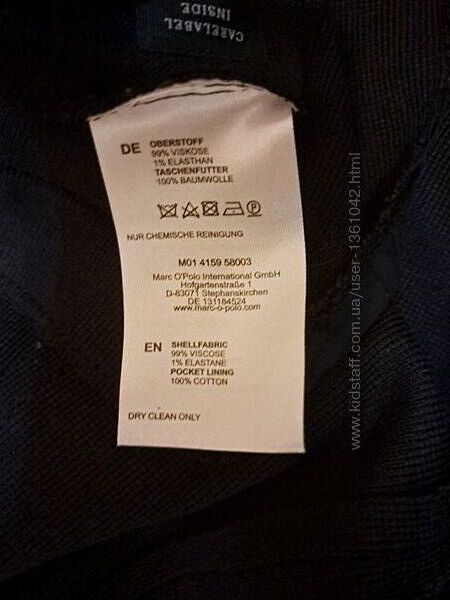 CARELABEL
INSIDE
DE OBERSTOFF
99% VISKOSE
1% ELASTHAN
TASCHENFUTTER
100% BAUMWOLLE
NUR CHEMISCHE REINIGUNG
M01 4159 58003
Marc O'Polo International GmbH
Hofgartenstraße 1
D-83071 Stephanskirchen
DE 131184524
www.marc-o-polo.com
EN SHELLFABRIC
99% VISCOSE
1% ELASTANE
POCKET LINING
100% COTTON
DRY CLEAN ONLY
www.kidstaff.com.ua/user-1361042.html